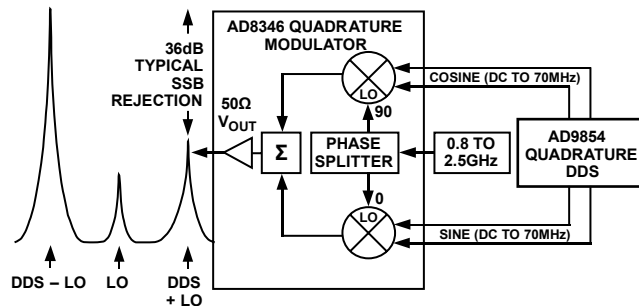 36dB
TYPICAL
SSB
REJECTION
AD8346 QUADRATURE
MODULATOR
50Ω
VOUT
Σ
LO
90
PHASE
SPLITTER
0
LO
0.8 TO
2.5GHz
COSINE (DC TO 70MHz)
SINE (DC TO 70MHz)
AD9854
QUADRATURE
DDS
DDS – LO
LO
DDS
+ LO